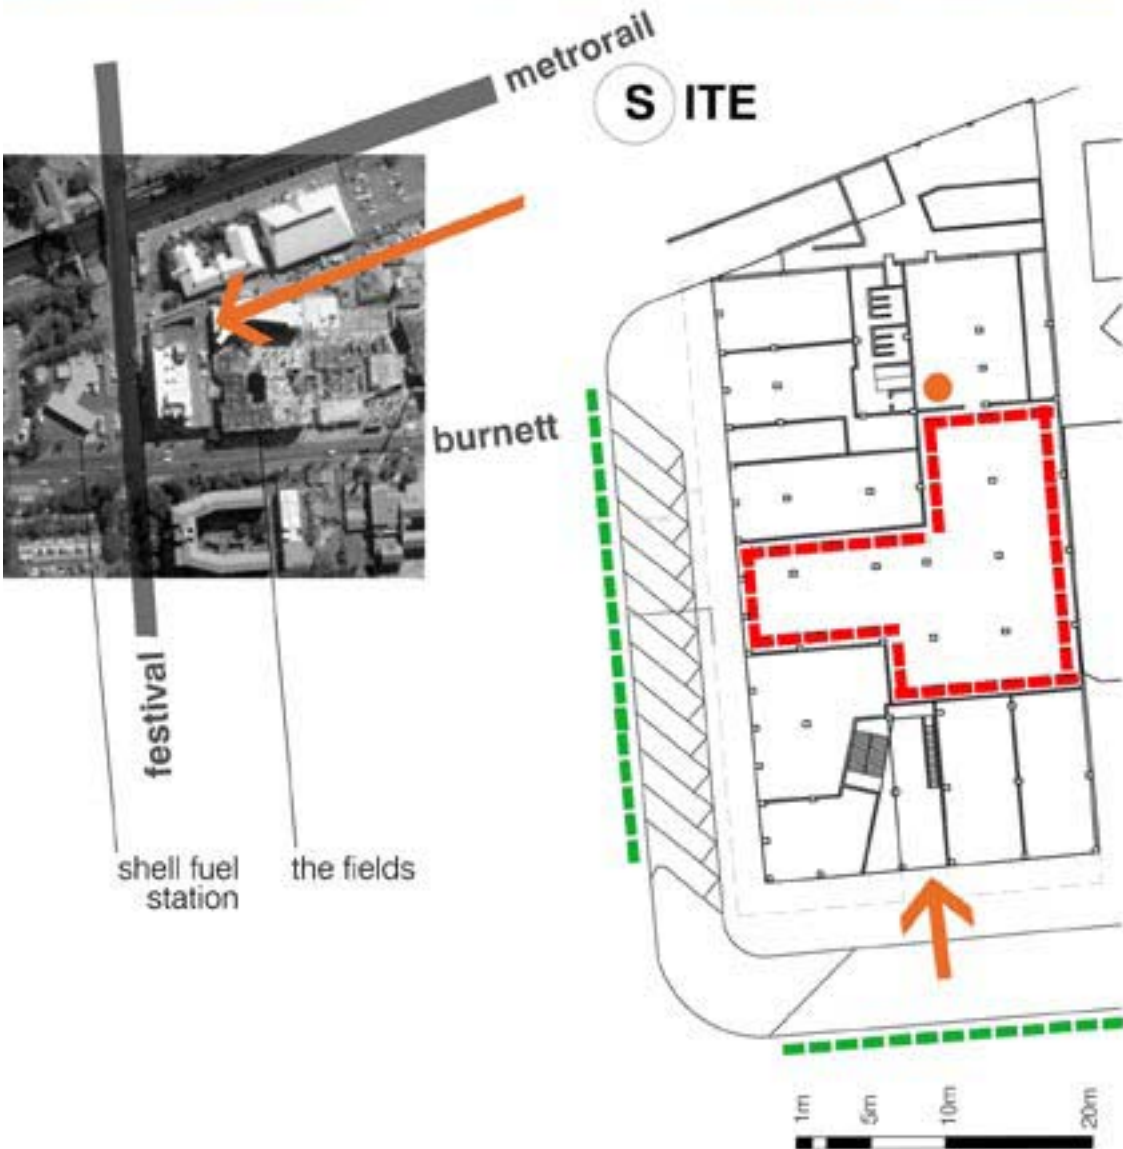 metrorail
S ITE
burnett
festival
shell fuel
station
the fields
1m
5m
10m
20m